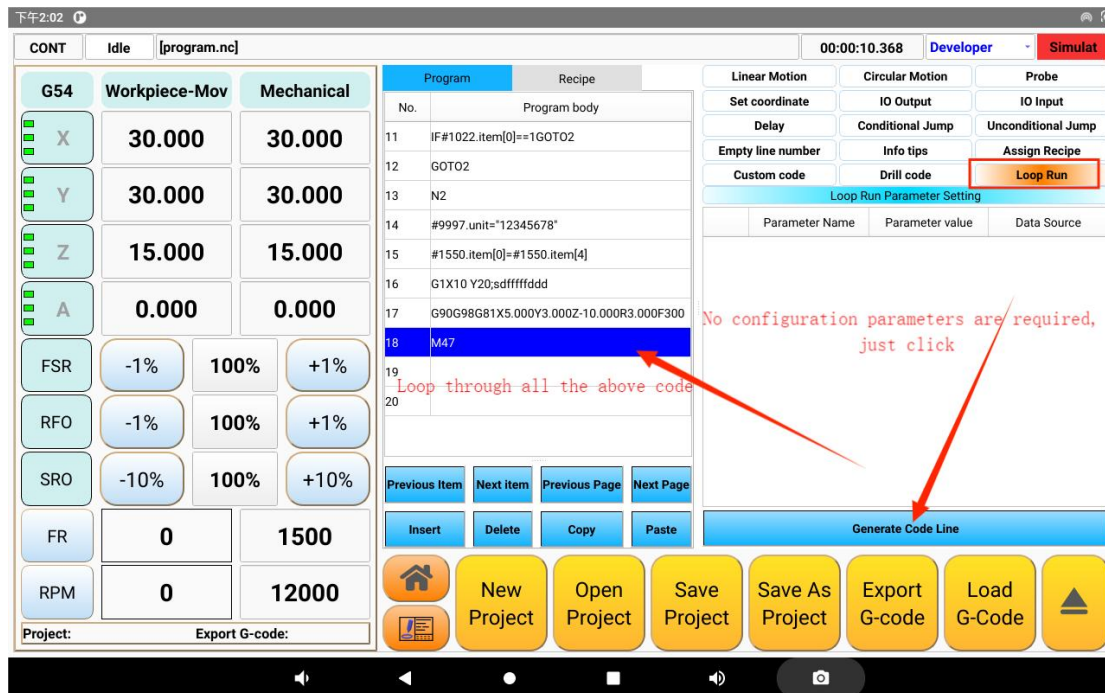 下午2:02
CONT Idle [program.nc] 00:00:10.368 Developer Simulat
G54 Workpiece-Mov Mechanical
X 30.000 30.000
Y 30.000 30.000
Z 15.000 15.000
A 0.000 0.000
FSR -1% 100% +1%
RFO -1% 100% +1%
SRO -10% 100% +10%
FR 0 1500
RPM 0 12000
Project: Export G-code:
Program Recipe
No. Program body
11 IF#1022.item[0]==1GOTO2
12 GOTO2
13 N2
14 #9997.unit="12345678"
15 #1550.item[0]=#1550.item[4]
16 G1X10 Y20;sdfffffddd
17 G90G98G81X5.000Y3.000Z-10.000R3.000F300
18 M47
19
Loop through all the above code
20
Previous Item Next item Previous Page Next Page
Insert Delete Copy Paste
Linear Motion Circular Motion Probe
Set coordinate IO Output IO Input
Delay Conditional Jump Unconditional Jump
Empty line number Info tips Assign Recipe
Custom code Drill code Loop Run
Loop Run Parameter Setting
Parameter Name Parameter value Data Source
No configuration parameters are required,
just click
Generate Code Line
New Project
Open Project
Save Project
Save As Project
Export G-code
Load G-Code